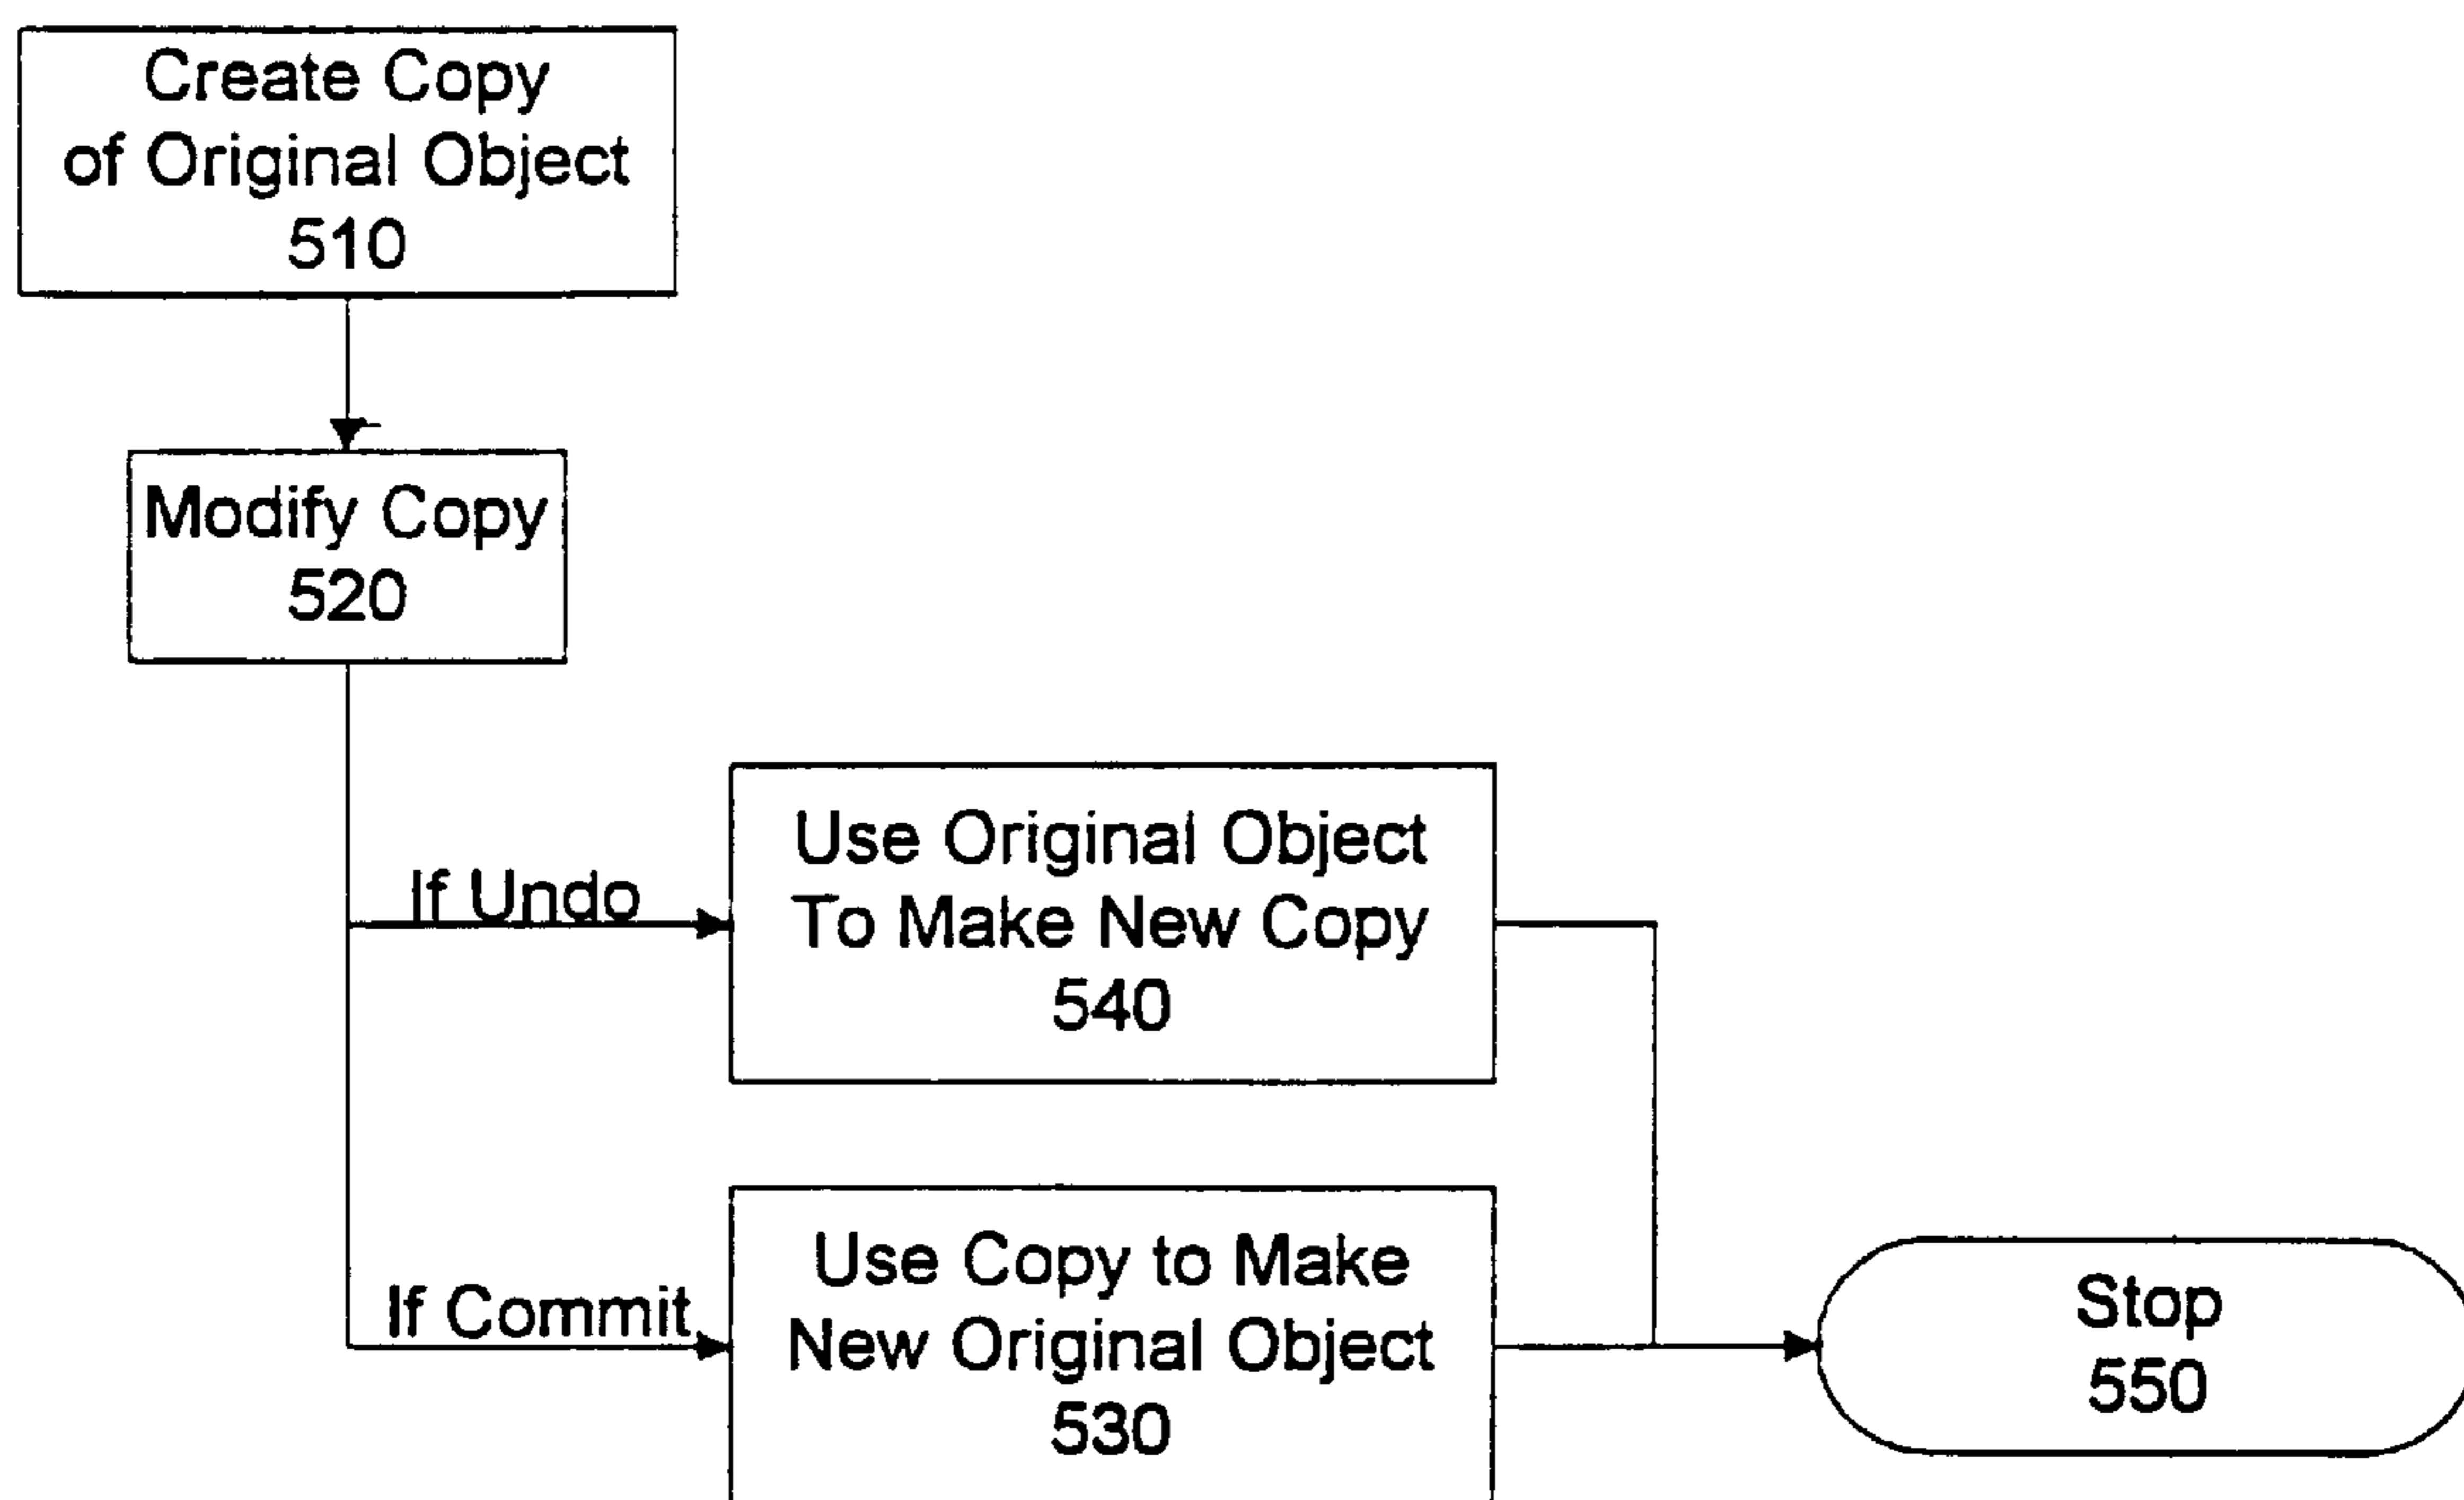 Create Copy
of Original Object
510
Modify Copy
520
If Undo
Use Original Object
To Make New Copy
540
If Commit
Use Copy to Make
New Original Object
530
Stop
550